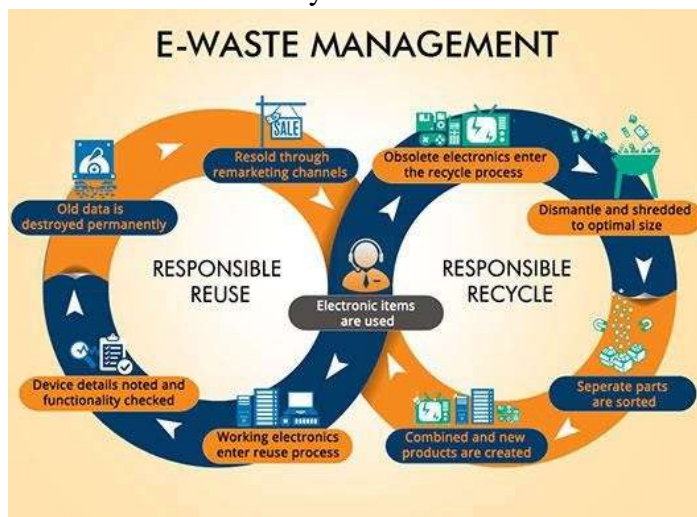 E-WASTE MANAGEMENT
SALE
Resold through
remarketing channels
Obsolete electronics enter
the recycle process
Old data is
destroyed permanently
Dismantle and shredded
to optimal size
RESPONSIBLE
REUSE
RESPONSIBLE
RECYCLE
Electronic items
are used
Device details noted and
functionality checked
Seperate parts
are sorted
Working electronics
enter reuse process
Combined and new
products are created